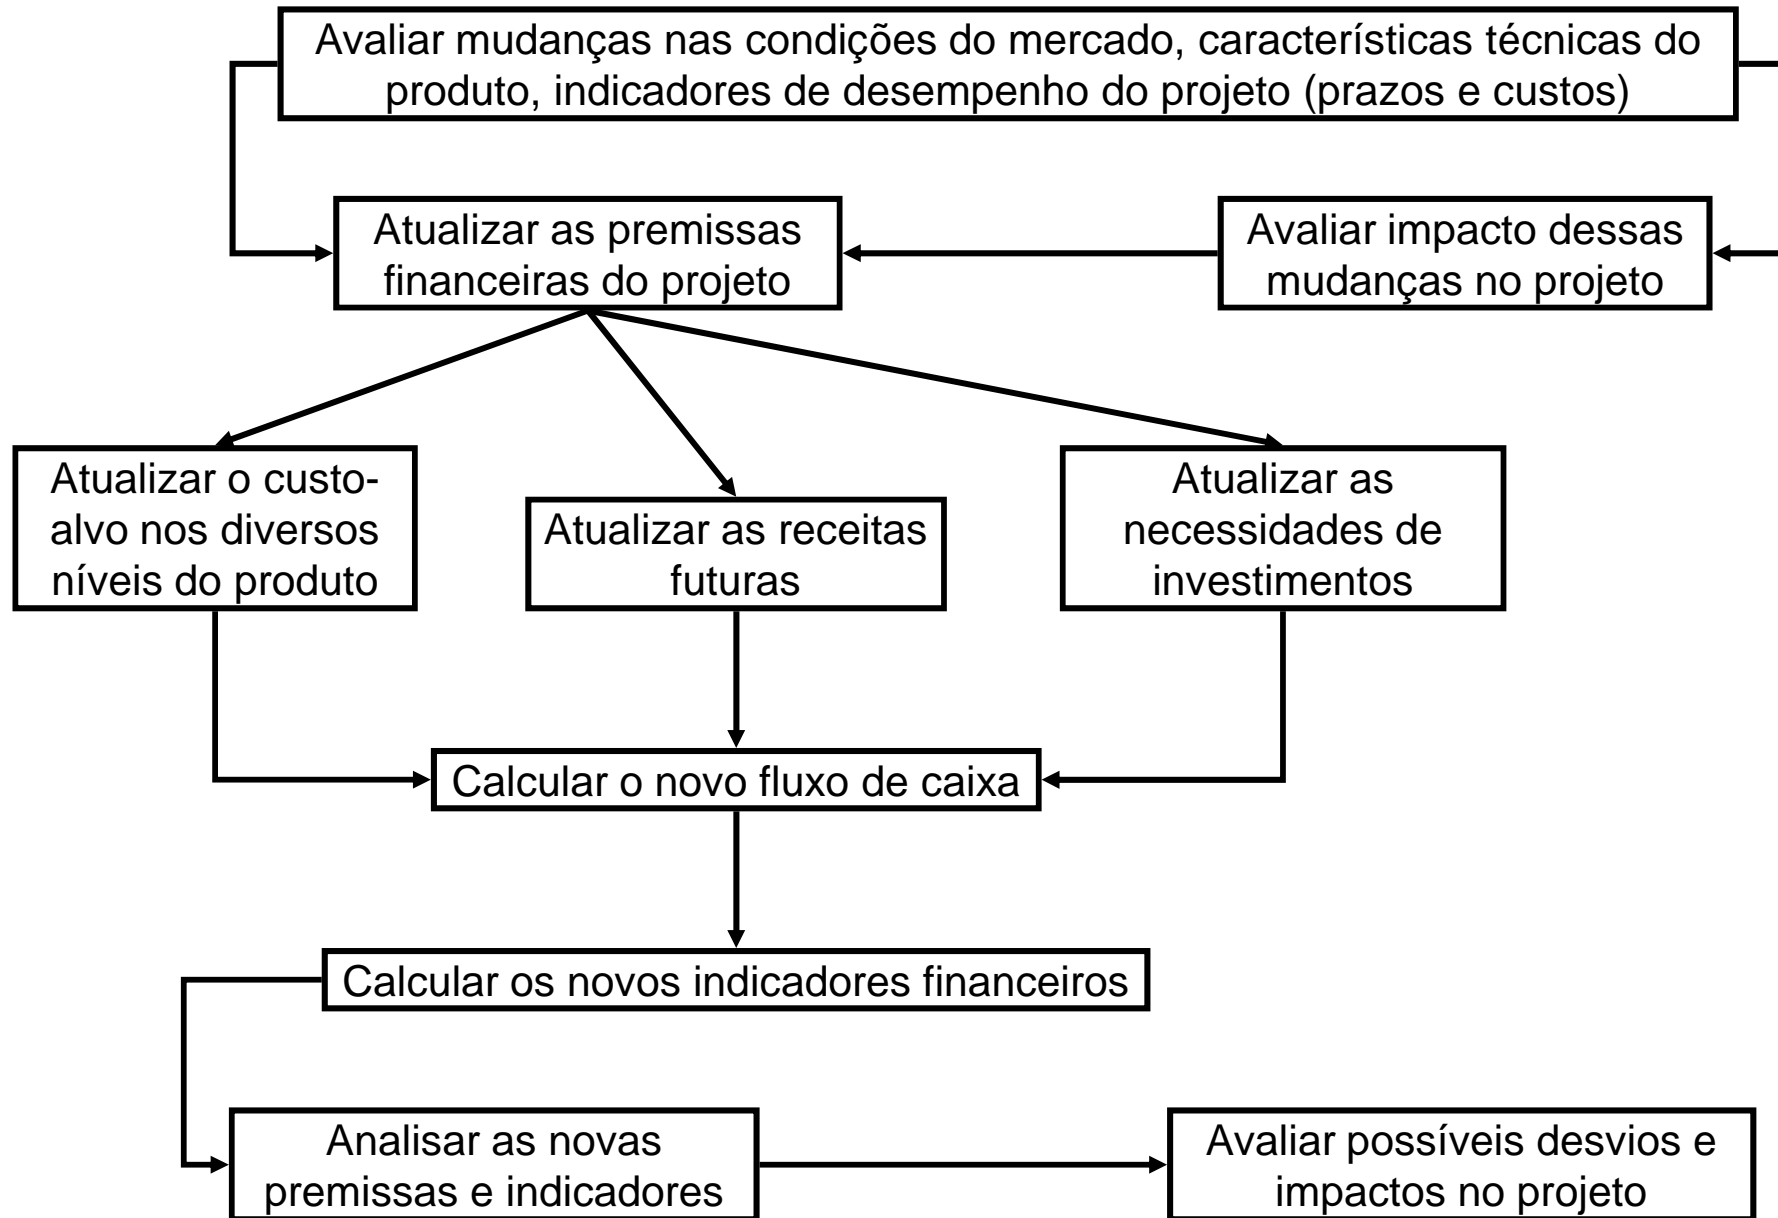 Avaliar mudanças nas condições do mercado, características técnicas do
produto, indicadores de desempenho do projeto (prazos e custos)
Atualizar as premissas
financeiras do projeto
Avaliar impacto dessas
mudanças no projeto
Atualizar o custo-
alvo nos diversos
níveis do produto
Atualizar as receitas
futuras
Atualizar as
necessidades de
investimentos
Calcular o novo fluxo de caixa
Calcular os novos indicadores financeiros
Analisar as novas
premissas e indicadores
Avaliar possíveis desvios e
impactos no projeto